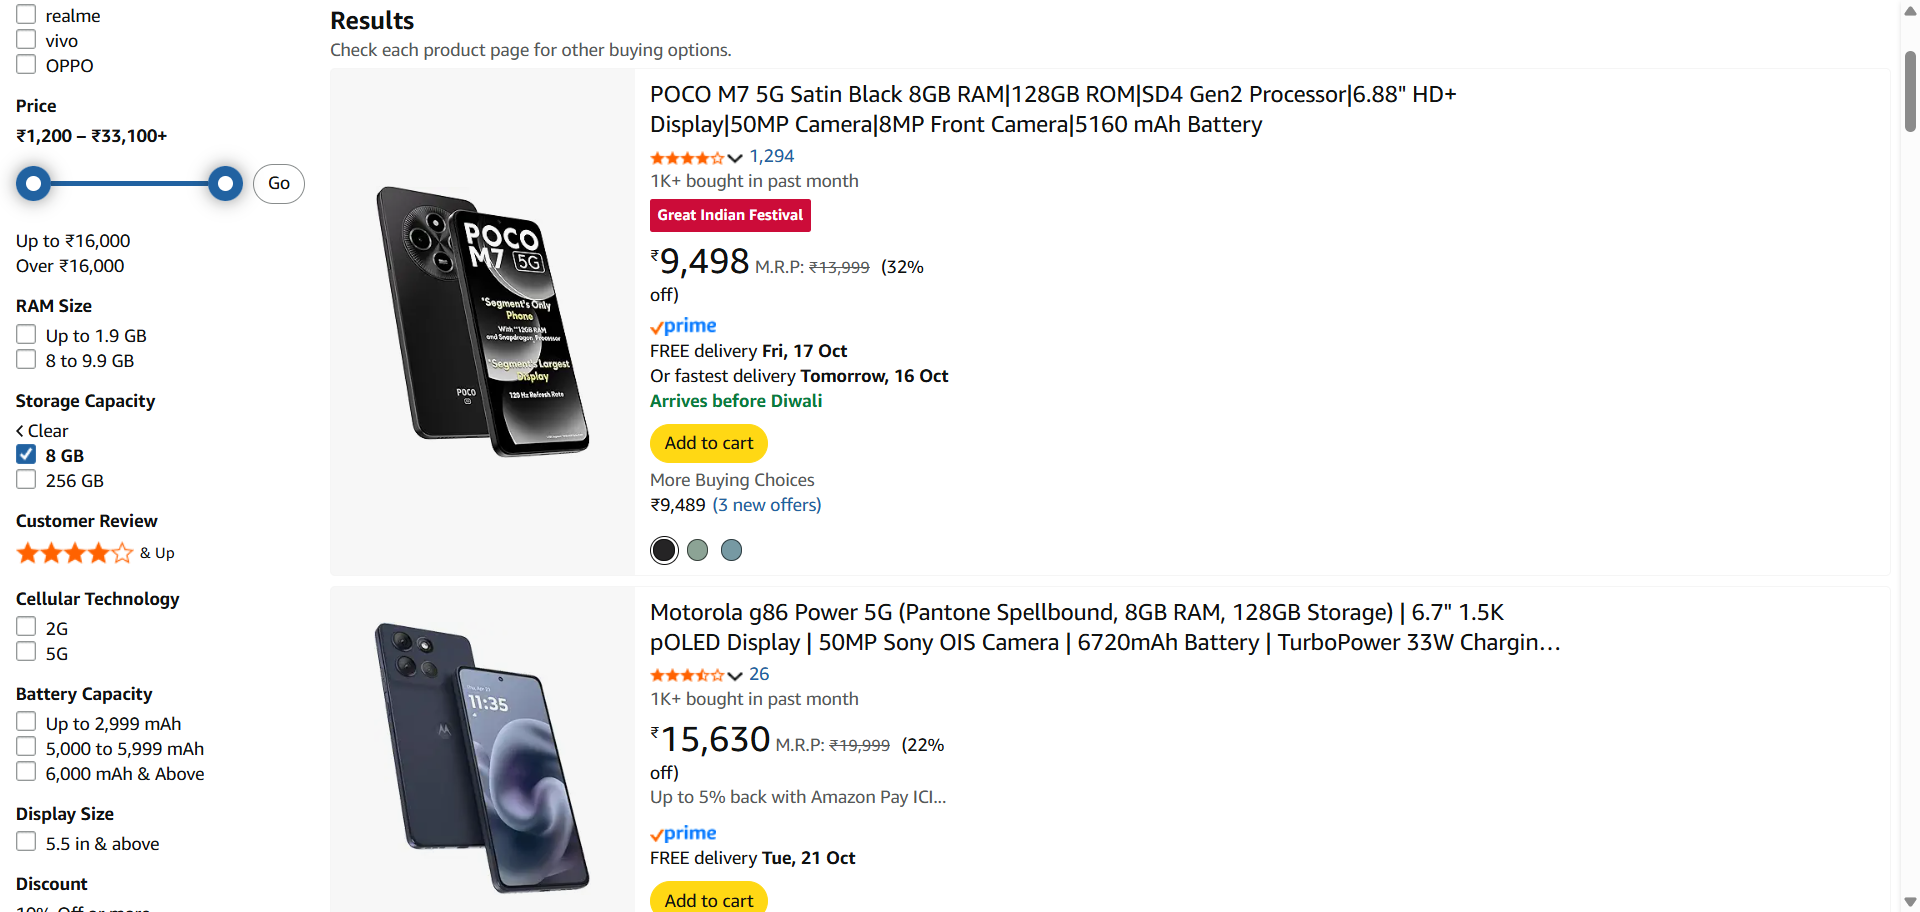 realme
vivo
OPPO
Price
₹1,200 – ₹33,100+
Go
Up to ₹16,000
Over ₹16,000
RAM Size
Up to 1.9 GB
8 to 9.9 GB
Storage Capacity
Clear
8 GB
256 GB
Customer Review
& Up
Cellular Technology
2G
5G
Battery Capacity
Up to 2,999 mAh
5,000 to 5,999 mAh
6,000 mAh & Above
Display Size
5.5 in & above
Discount
10% Off or more
Results
Check each product page for other buying options.
POCO
M7 5G
"Segment's Only
Phone
With **12GB RAM
and Snapdragon Processor
"Segment's Largest
Display
120 Hz Refresh Rate
POCO
5G
POCO M7 5G Satin Black 8GB RAM|128GB ROM|SD4 Gen2 Processor|6.88" HD+
Display|50MP Camera|8MP Front Camera|5160 mAh Battery
1,294
1K+ bought in past month
Great Indian Festival
₹9,498 M.R.P: ₹13,999 (32%
off)
prime
FREE delivery Fri, 17 Oct
Or fastest delivery Tomorrow, 16 Oct
Arrives before Diwali
Add to cart
More Buying Choices
₹9,489 (3 new offers)
11:35
Motorola g86 Power 5G (Pantone Spellbound, 8GB RAM, 128GB Storage) | 6.7" 1.5K
pOLED Display | 50MP Sony OIS Camera | 6720mAh Battery | TurboPower 33W Chargin…
26
1K+ bought in past month
₹15,630 M.R.P: ₹19,999 (22%
off)
Up to 5% back with Amazon Pay ICI...
prime
FREE delivery Tue, 21 Oct
Add to cart